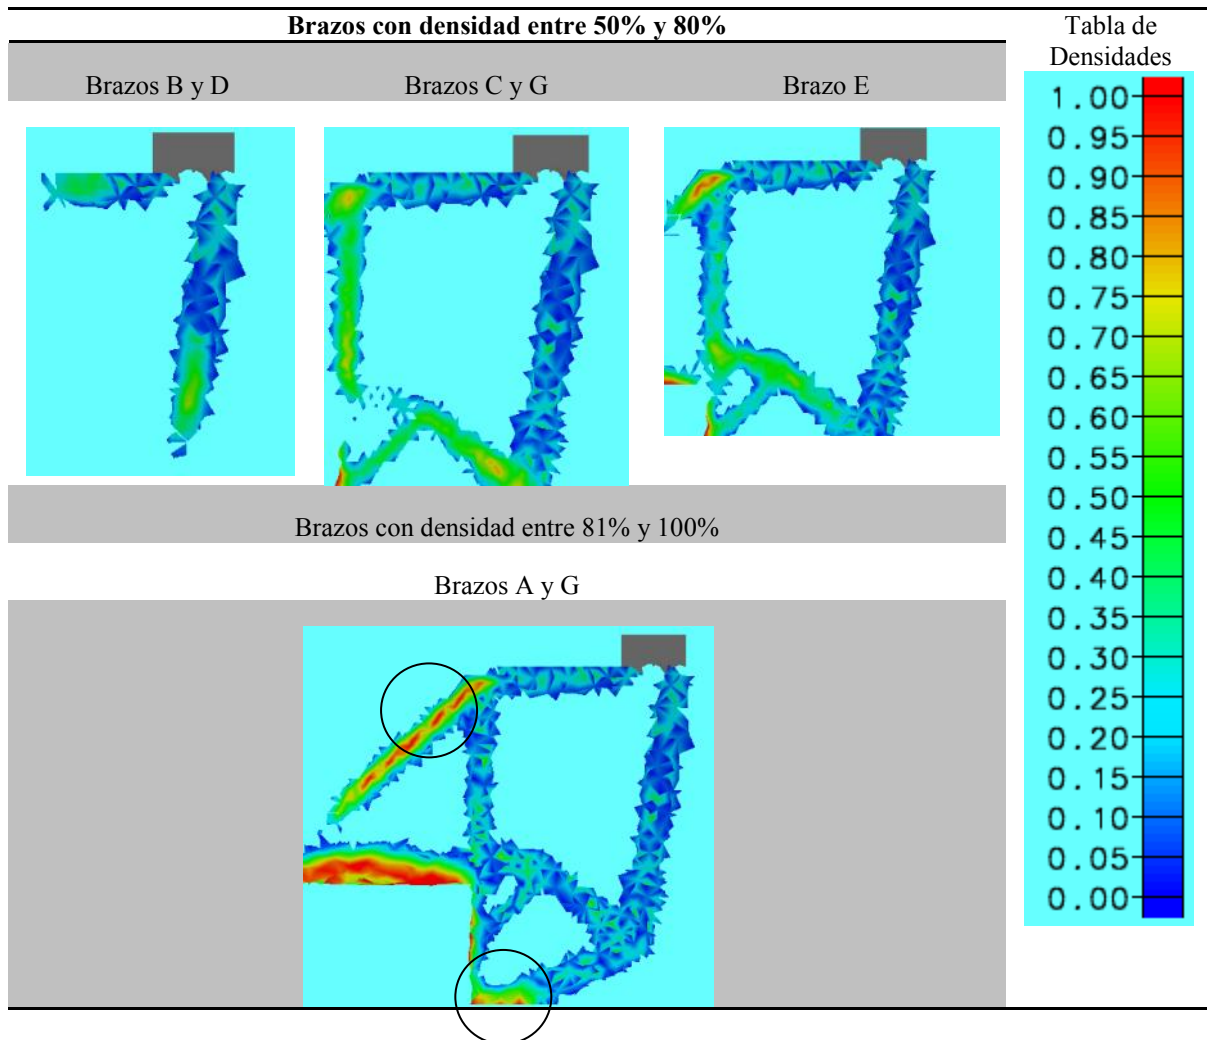 Brazos con densidad entre 50% y 80%
Tabla de
Densidades
Brazos B y D
Brazos C y G
Brazo E
1.00
0.95
0.90
0.85
0.80
0.75
0.70
0.65
0.60
0.55
0.50
0.45
0.40
0.35
0.30
0.25
0.20
0.15
0.10
0.05
0.00
Brazos con densidad entre 81% y 100%
Brazos A y G